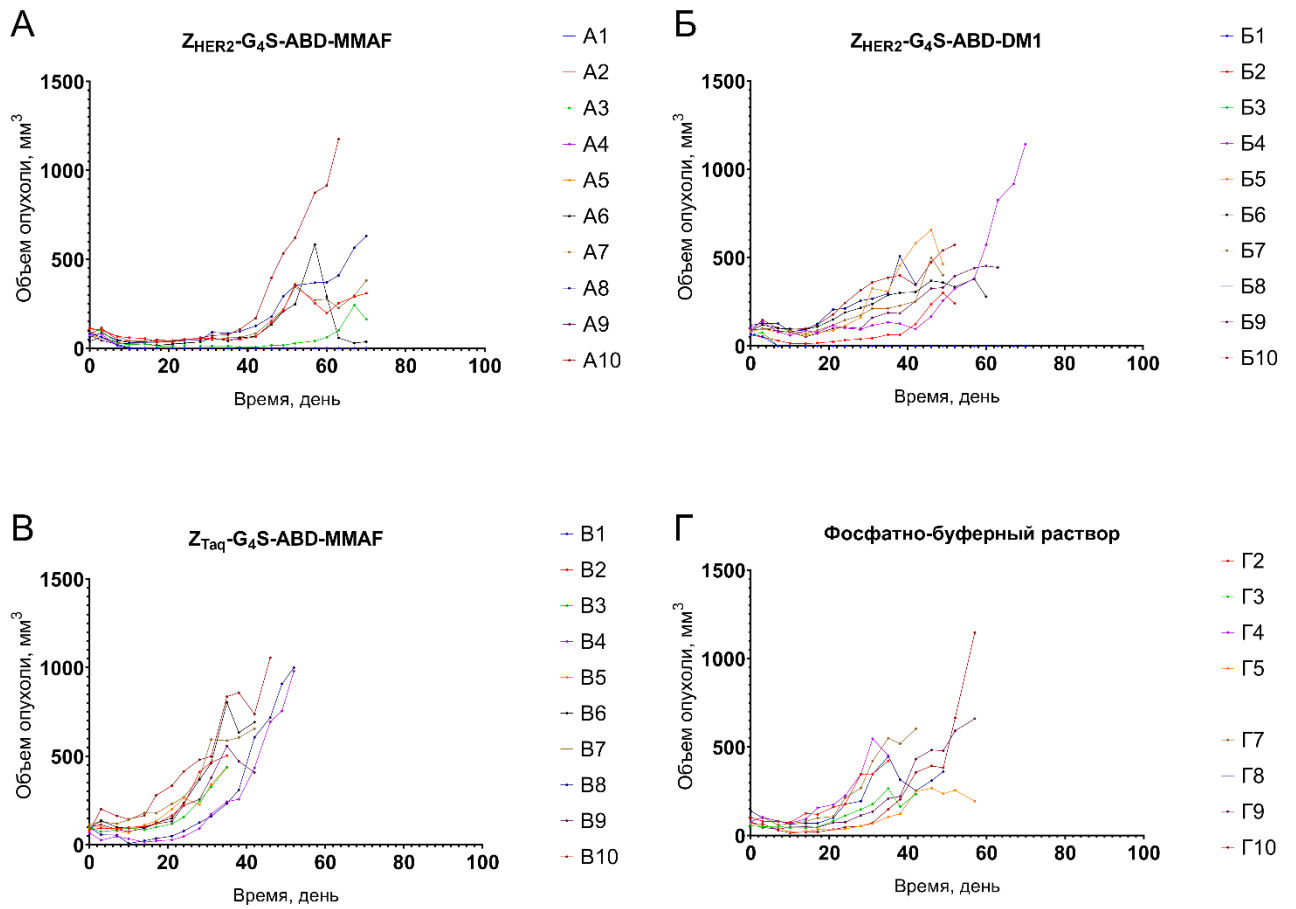 А
Z_HER2-G₄S-ABD-MMAF
1500
1000
500
0
0 20 40 60 80 100
Объем опухоли, мм³
Время, день
А1
А2
А3
А4
А5
А6
А7
А8
А9
А10
Б
Z_HER2-G₄S-ABD-DM1
1500
1000
500
0
0 20 40 60 80 100
Объем опухоли, мм³
Время, день
Б1
Б2
Б3
Б4
Б5
Б6
Б7
Б8
Б9
Б10
В
Z_Taq-G₄S-ABD-MMAF
1500
1000
500
0
0 20 40 60 80 100
Объем опухоли, мм³
Время, день
В1
В2
В3
В4
В5
В6
В7
В8
В9
В10
Г
Фосфатно-буферный раствор
1500
1000
500
0
0 20 40 60 80 100
Объем опухоли, мм³
Время, день
Г2
Г3
Г4
Г5
Г7
Г8
Г9
Г10